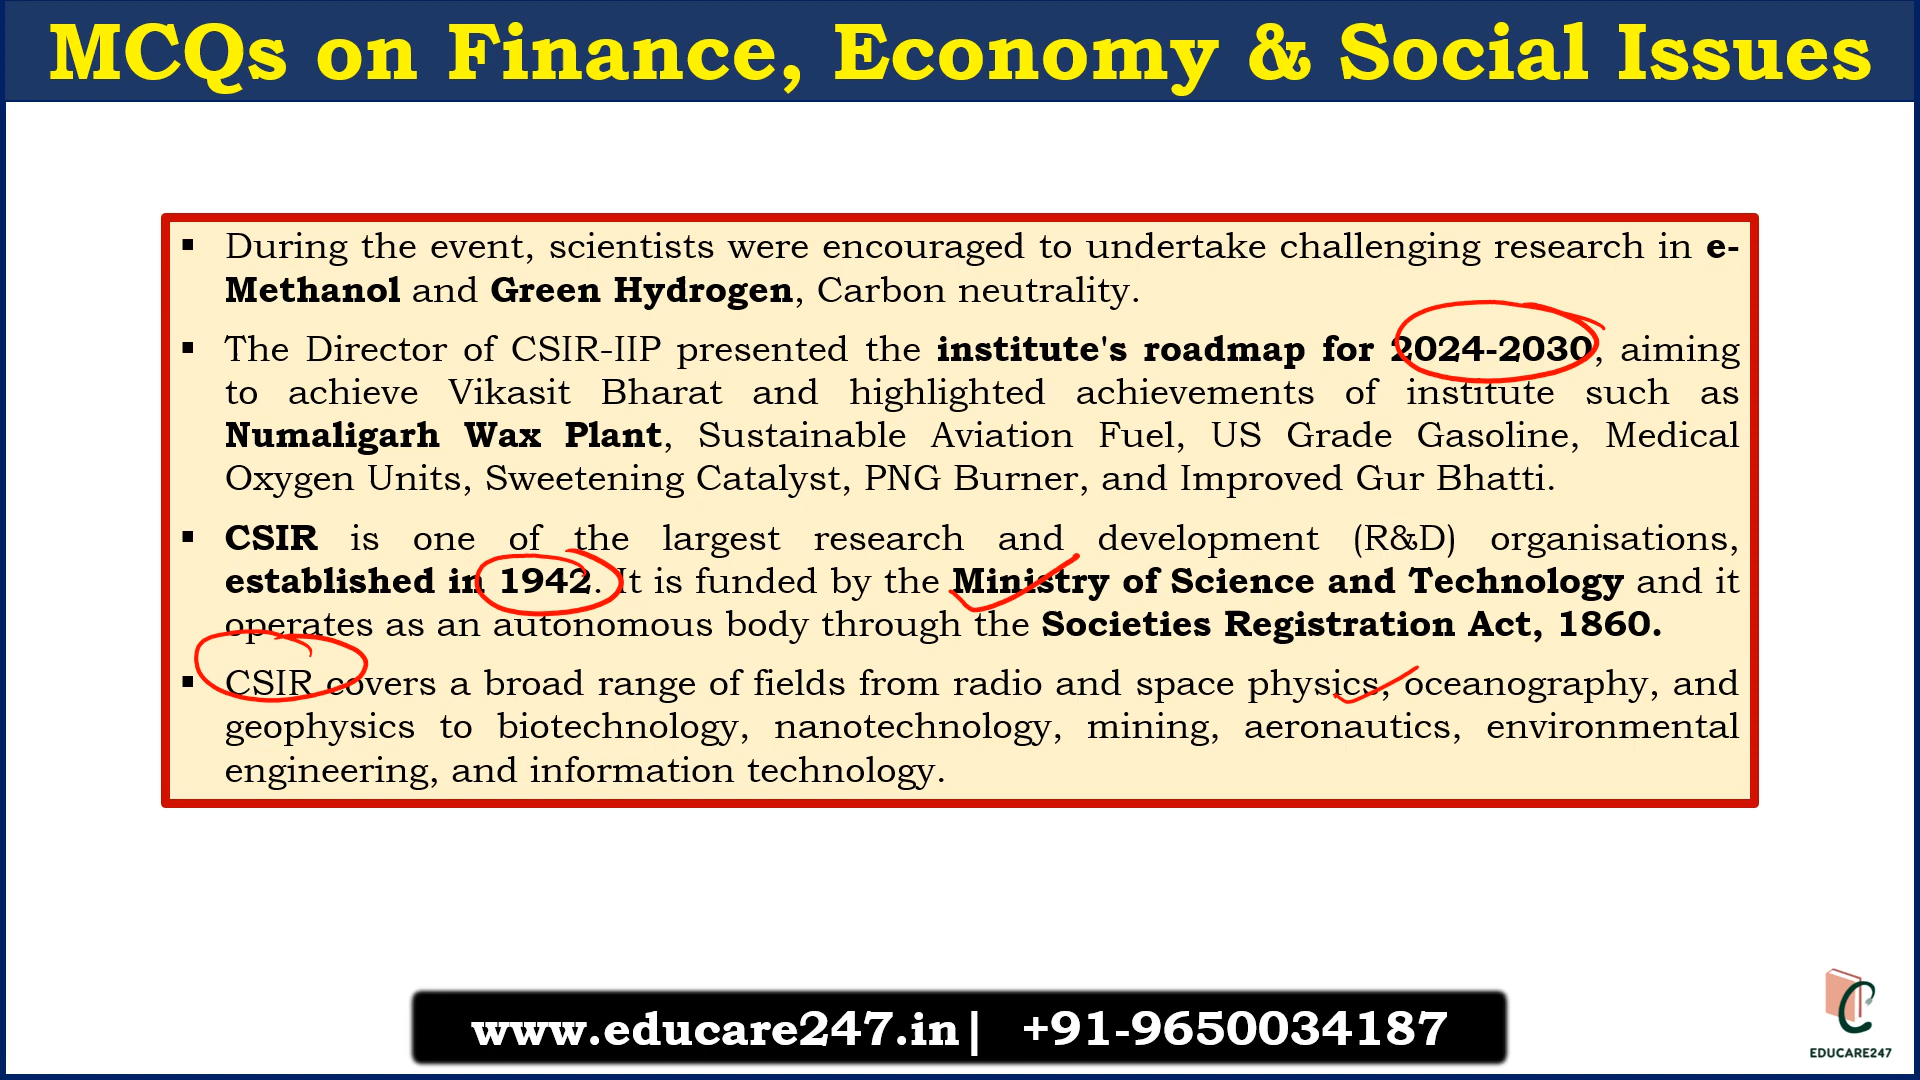 MCQs on Finance, Economy & Social Issues
▪ During the event, scientists were encouraged to undertake challenging research in e-
Methanol and Green Hydrogen, Carbon neutrality.
▪ The Director of CSIR-IIP presented the institute's roadmap for 2024-2030, aiming
to achieve Vikasit Bharat and highlighted achievements of institute such as
Numaligarh Wax Plant, Sustainable Aviation Fuel, US Grade Gasoline, Medical
Oxygen Units, Sweetening Catalyst, PNG Burner, and Improved Gur Bhatti.
▪ CSIR is one of the largest research and development (R&D) organisations,
established in 1942. It is funded by the Ministry of Science and Technology and it
operates as an autonomous body through the Societies Registration Act, 1860.
▪ CSIR covers a broad range of fields from radio and space physics, oceanography, and
geophysics to biotechnology, nanotechnology, mining, aeronautics, environmental
engineering, and information technology.
www.educare247.in| +91-9650034187
EDUCARE247